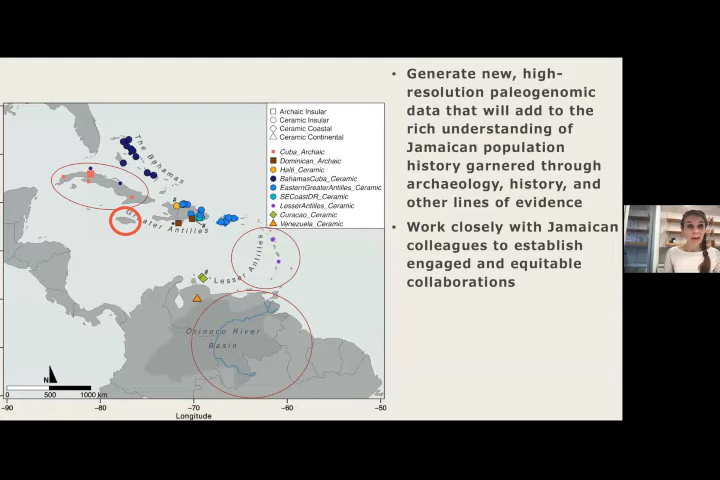 □ Archaic Insular
○ Ceramic Insular
◇ Ceramic Coastal
△ Ceramic Continental
Cuba_Archaic
Dominican_Archaic
Haiti_Ceramic
BahamasCuba_Ceramic
EasternGreaterAntilles_Ceramic
SECoastDR_Ceramic
LesserAntilles_Ceramic
Curacao_Ceramic
Venezuela_Ceramic
The Bahamas
Greater Antilles
Lesser Antilles
Orinoco River
Basin
N
0 500 1000 km
−90 −80 −70 −60 −50
Longitude
• Generate new, high-
resolution paleogenomic
data that will add to the
rich understanding of
Jamaican population
history garnered through
archaeology, history, and
other lines of evidence
• Work closely with Jamaican
colleagues to establish
engaged and equitable
collaborations